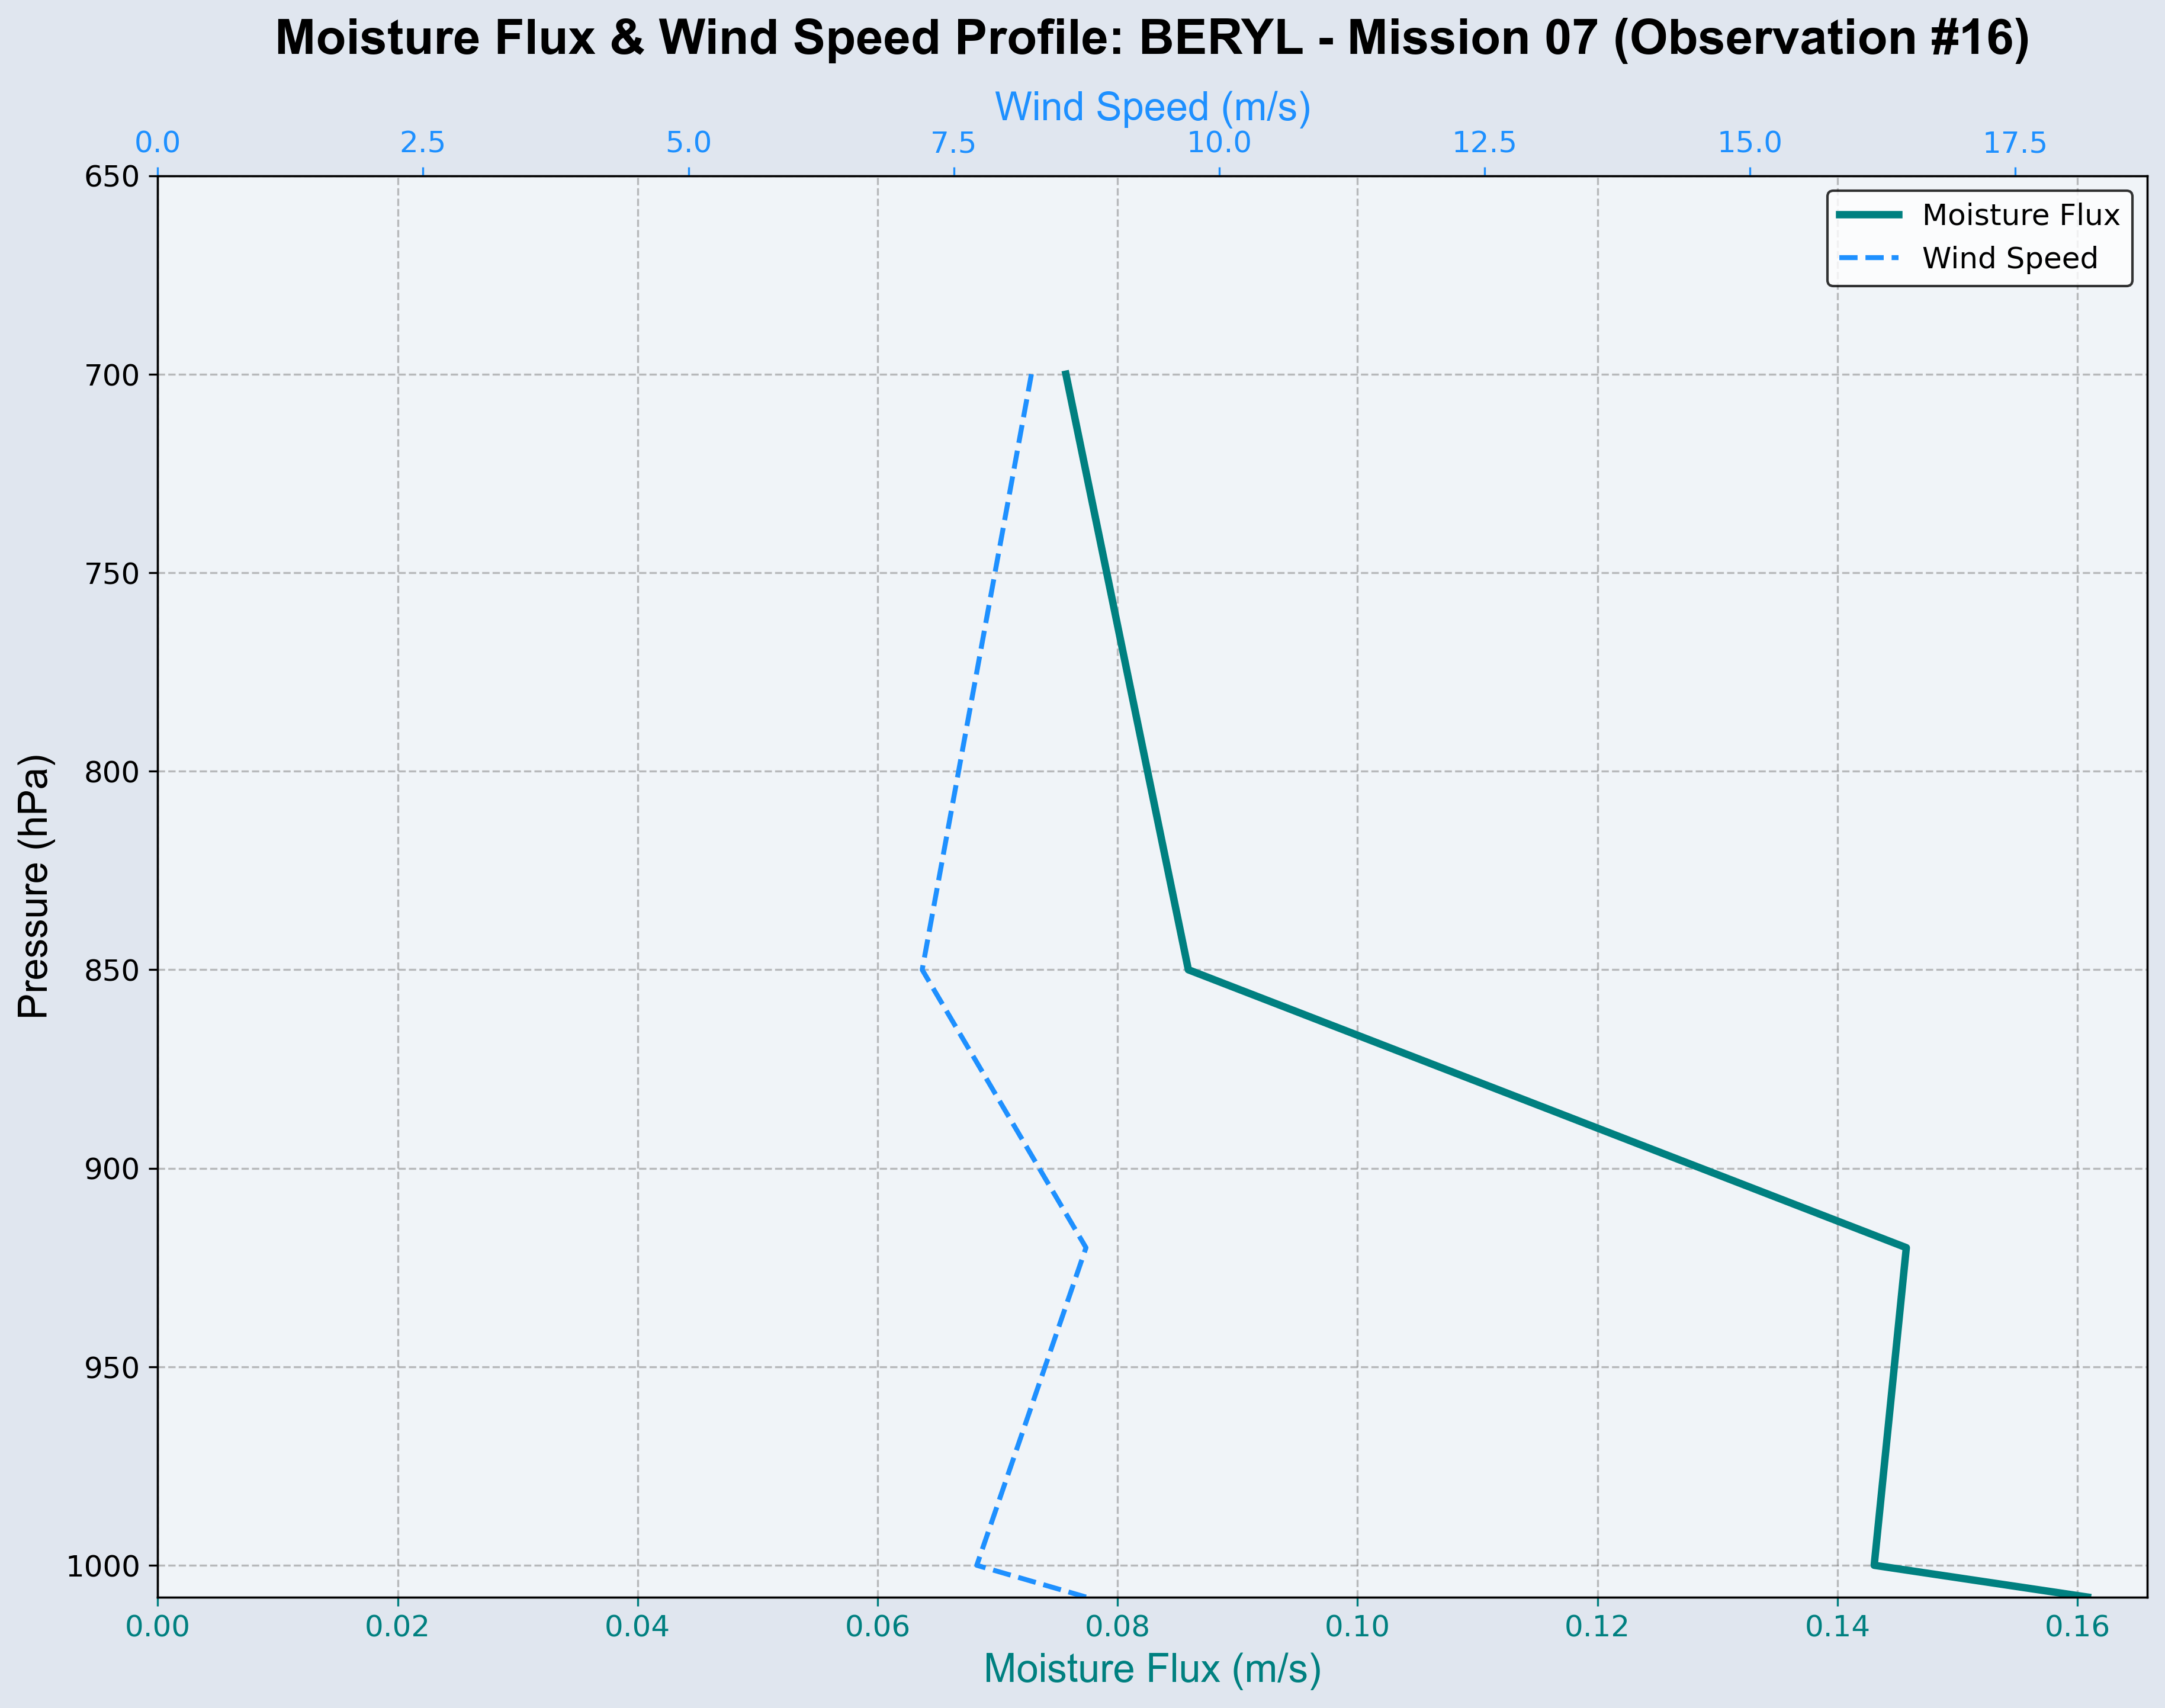 Moisture Flux & Wind Speed Profile: BERYL - Mission 07 (Observation #16)
Wind Speed (m/s)
0.0 2.5 5.0 7.5 10.0 12.5 15.0 17.5
Moisture Flux
Wind Speed
Pressure (hPa)
650
700
750
800
850
900
950
1000
0.00 0.02 0.04 0.06 0.08 0.10 0.12 0.14 0.16
Moisture Flux (m/s)